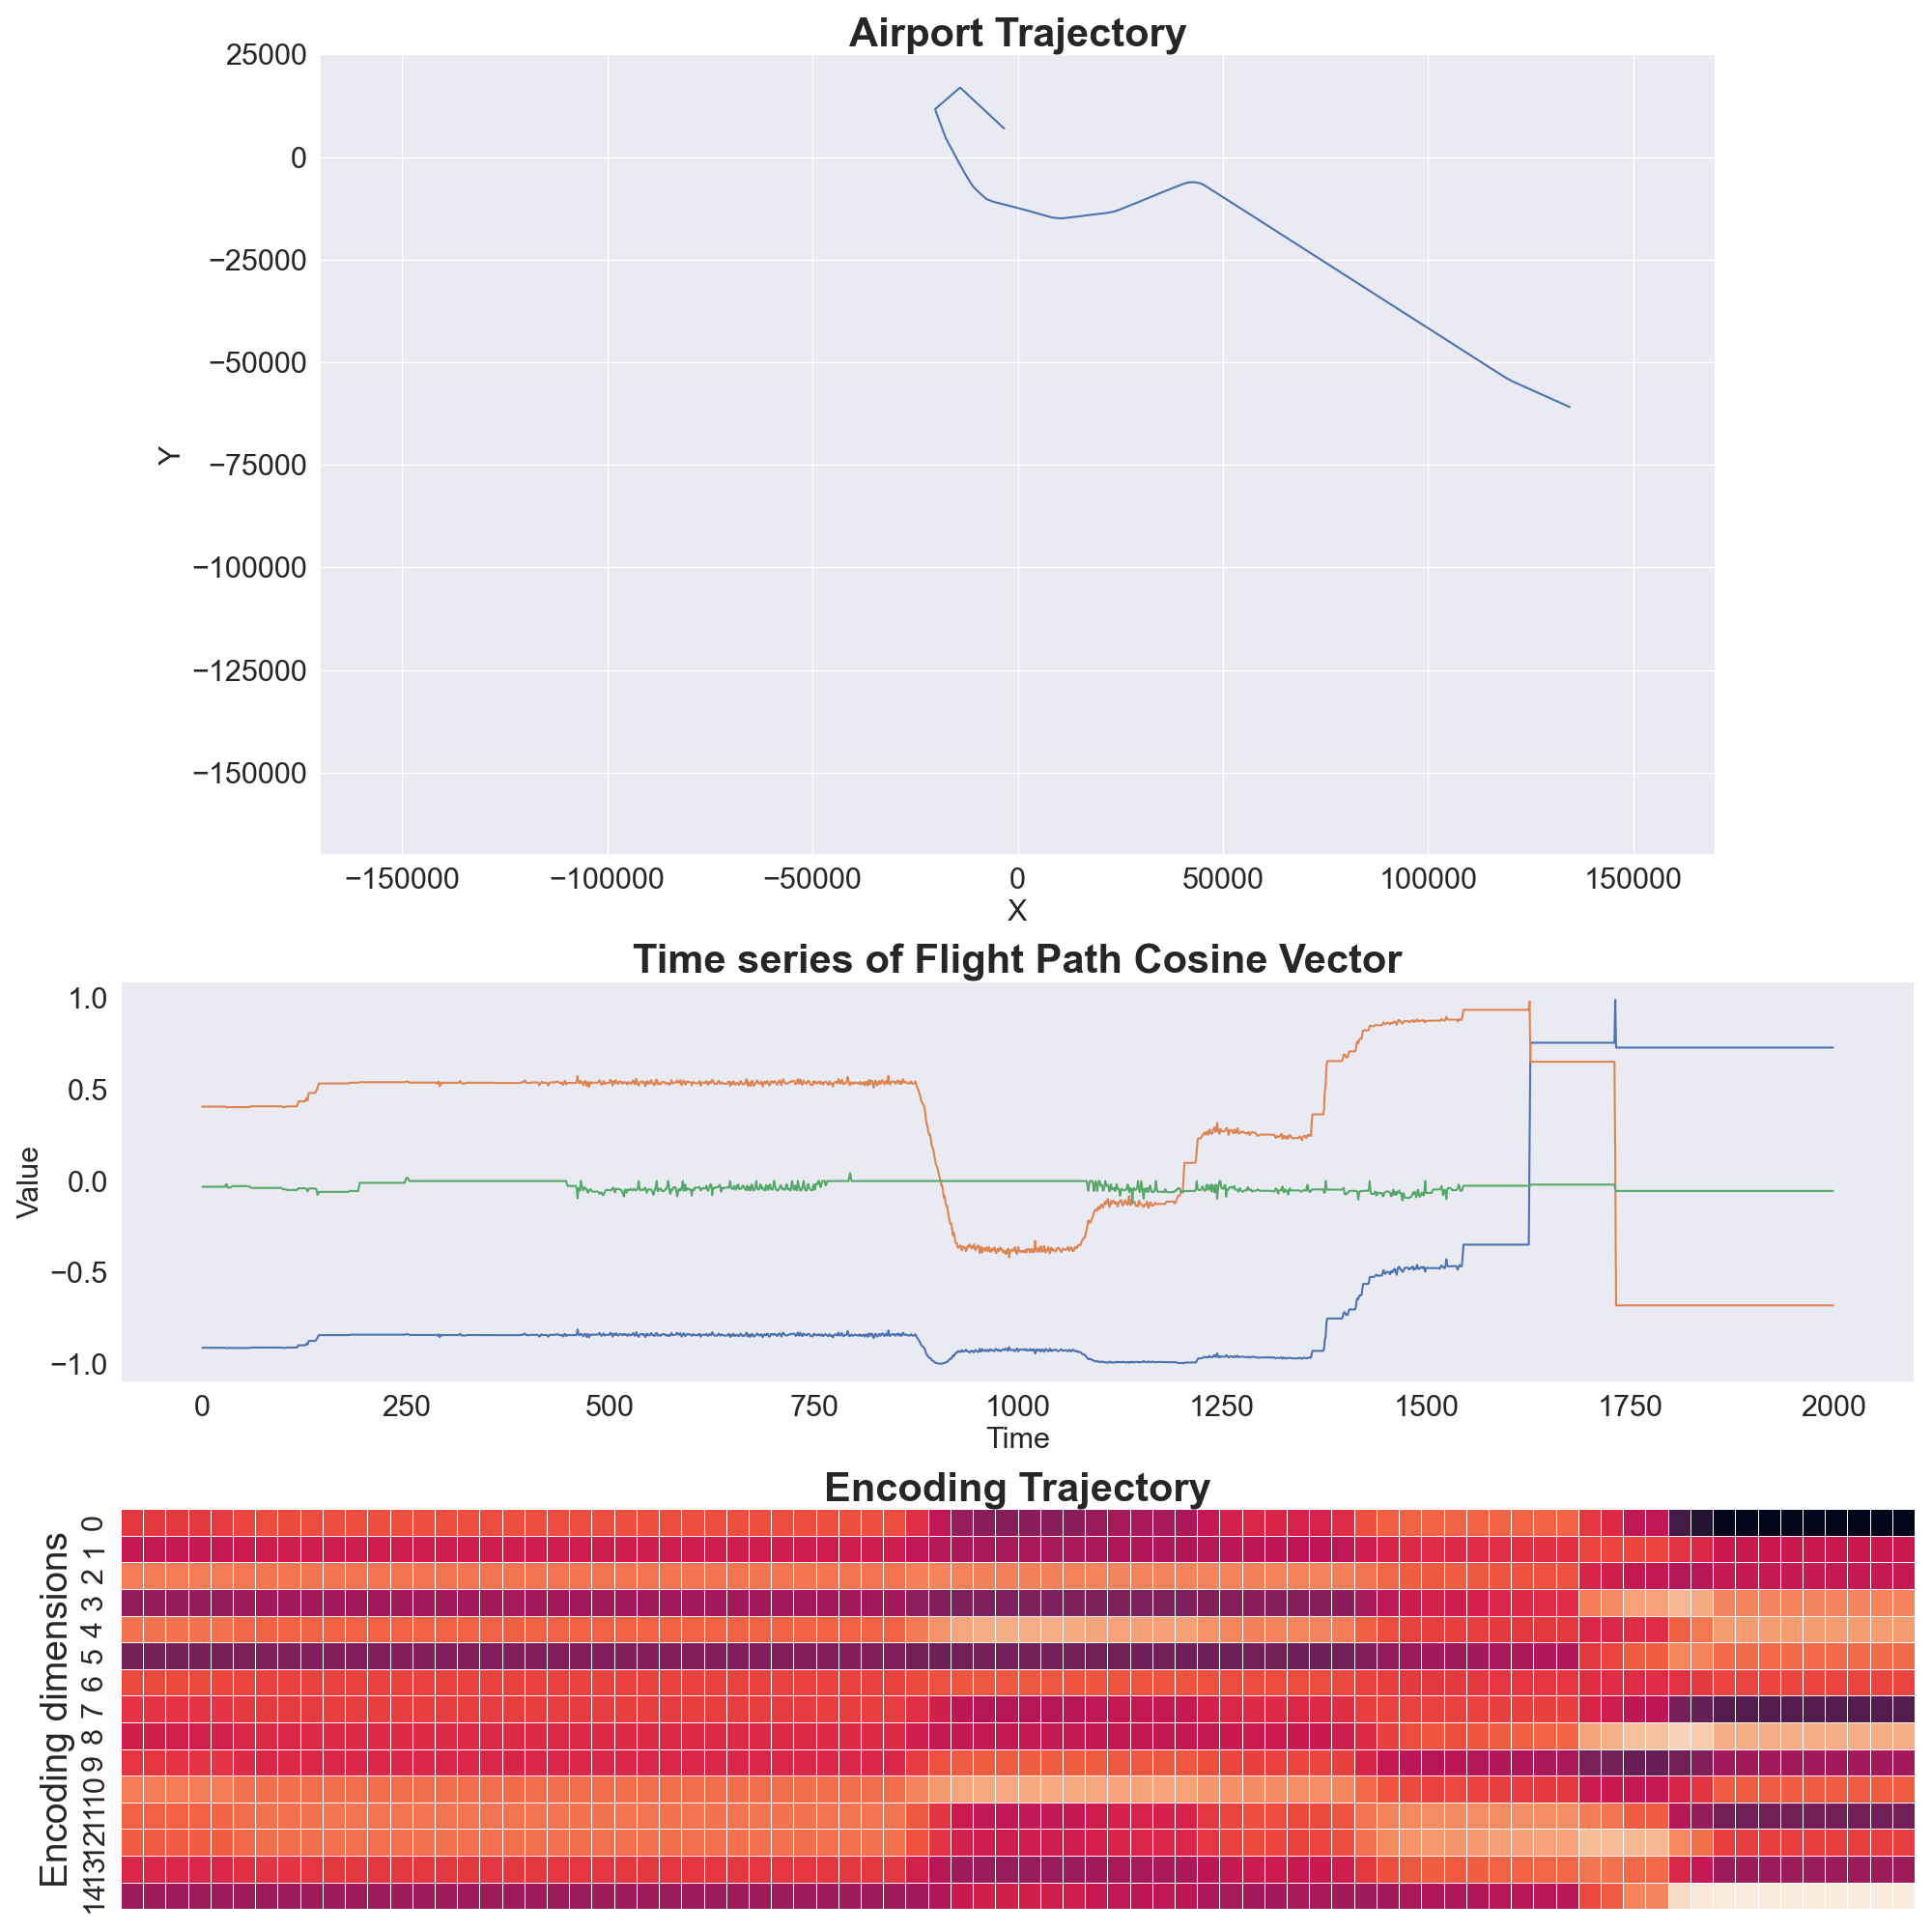 Airport Trajectory
25000
0
−25000
−50000
−75000
−100000
−125000
−150000
Y
−150000 −100000 −50000 0 50000 100000 150000
X
Time series of Flight Path Cosine Vector
1.0
0.5
0.0
−0.5
−1.0
Value
0 250 500 750 1000 1250 1500 1750 2000
Time
Encoding Trajectory
Encoding dimensions
0
1
2
3
4
5
6
7
8
9
10
11
12
13
14